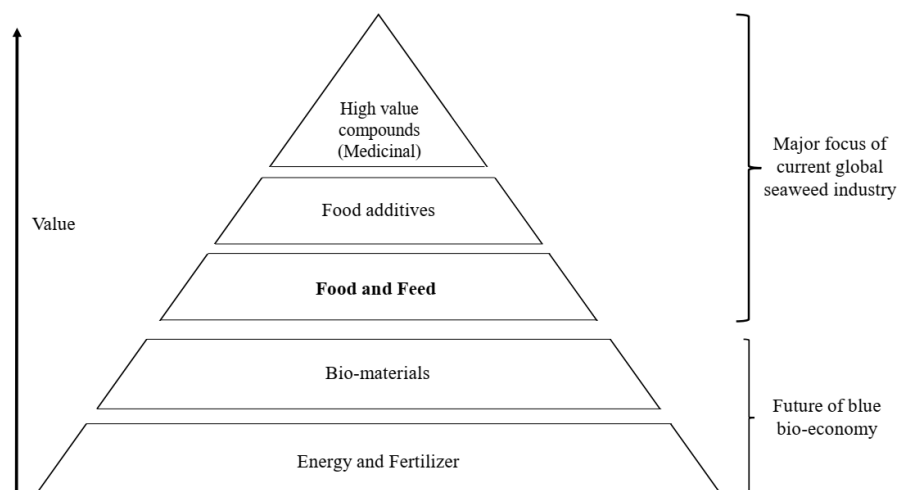 High value
compounds
(Medicinal)
Food additives
Food and Feed
Bio-materials
Energy and Fertilizer
Value
Major focus of
current global
seaweed industry
Future of blue
bio-economy